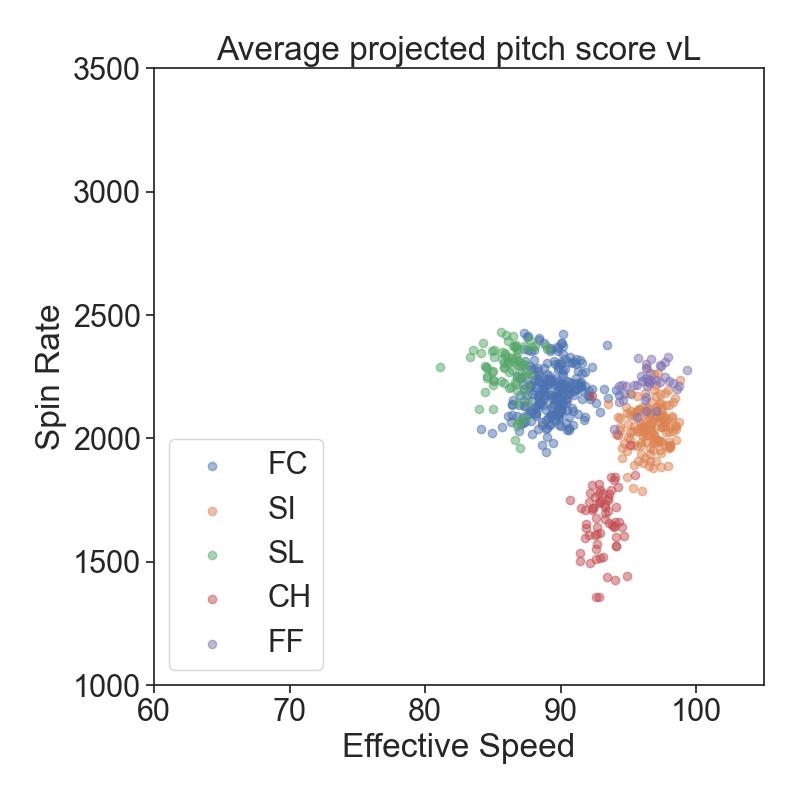 Average projected pitch score vL
3500
3000
2500
2000
1500
1000
Spin Rate
FC
SI
SL
CH
FF
60 70 80 90 100
Effective Speed